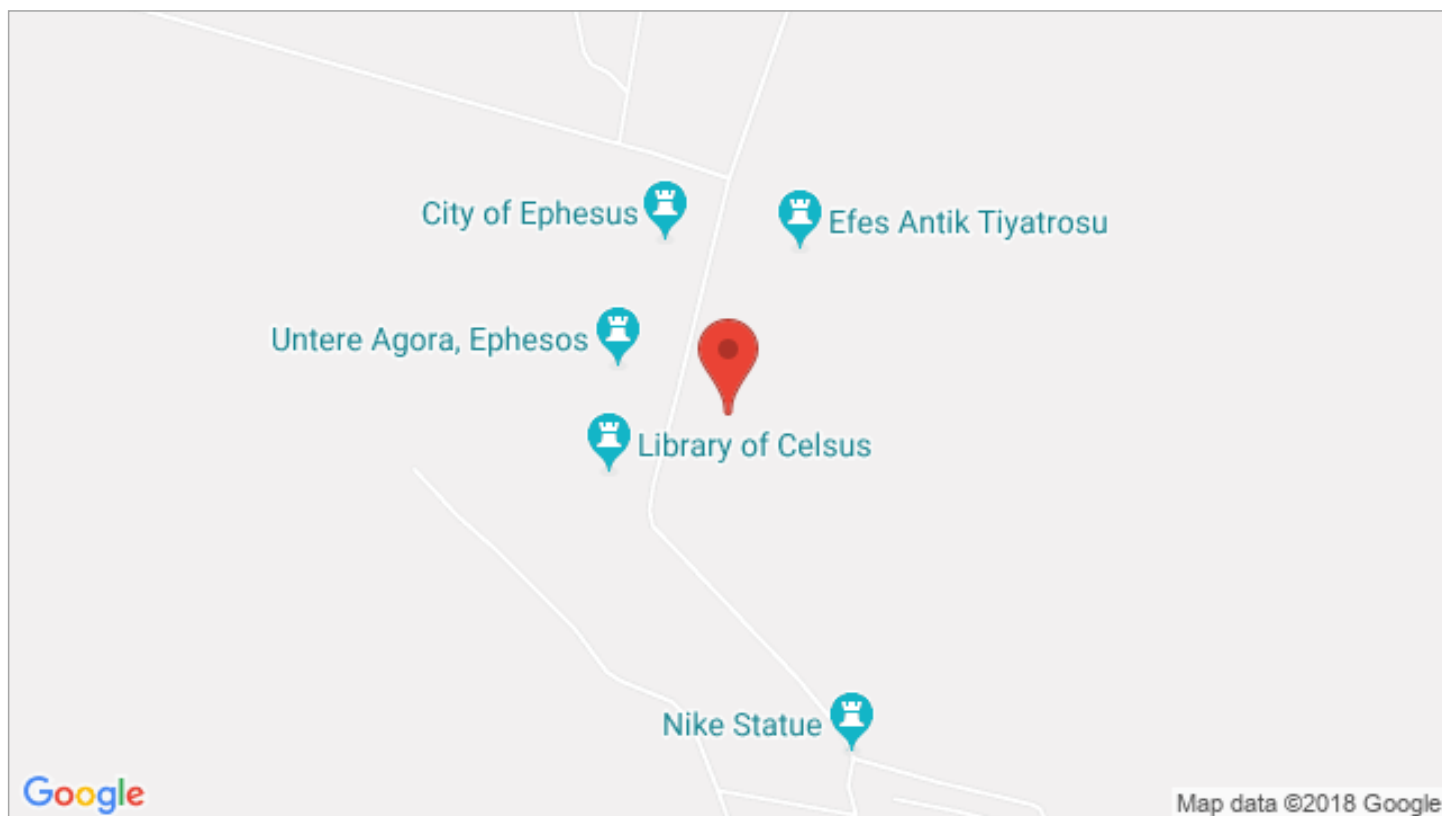 City of Ephesus
Efes Antik Tiyatrosu
Untere Agora, Ephesos
Library of Celsus
Nike Statue
Google
Map data ©2018 Google